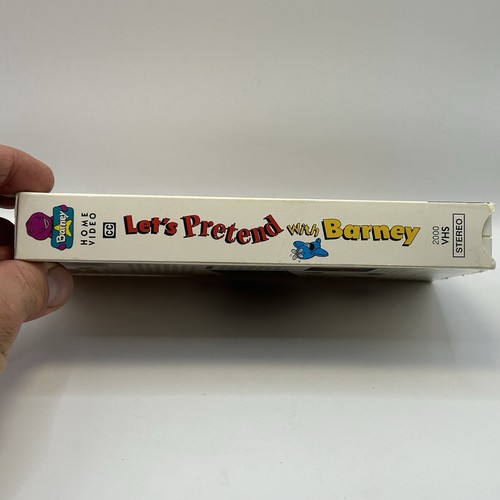 Barney
HOME
VIDEO
CC
Let's Pretend With Barney
2000
VHS
STEREO